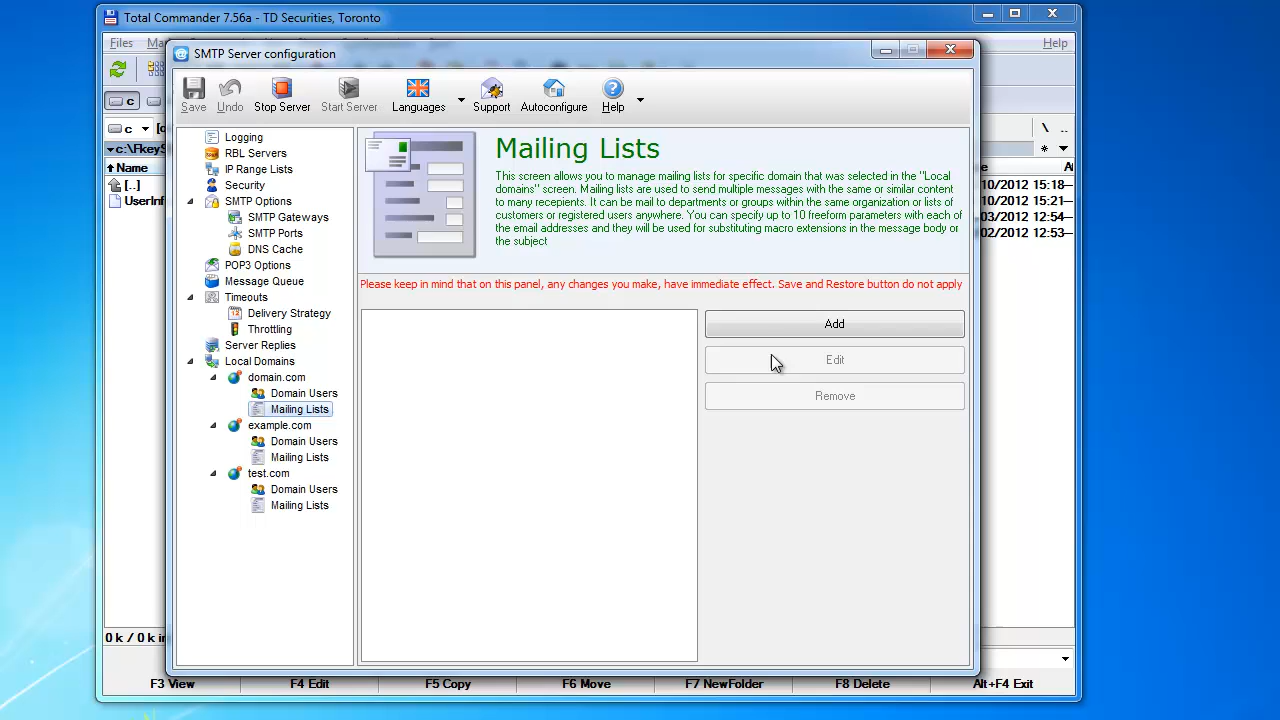 Total Commander 7.56a - TD Securities, Toronto
Files
Help
SMTP Server configuration
Save
Undo
Stop Server
Start Server
Languages
Support
Autoconfigure
Help
c
c
c:\FkeyS
Name
[..]
UserInf
\ ..
* 
10/2012 15:18
10/2012 15:21
03/2012 12:54
02/2012 12:53
Logging
RBL Servers
IP Range Lists
Security
SMTP Options
SMTP Gateways
SMTP Ports
DNS Cache
POP3 Options
Message Queue
Timeouts
Delivery Strategy
Throttling
Server Replies
Local Domains
domain.com
Domain Users
Mailing Lists
example.com
Domain Users
Mailing Lists
test.com
Domain Users
Mailing Lists
Mailing Lists
This screen allows you to manage mailing lists for specific domain that was selected in the "Local
domains" screen. Mailing lists are used to send multiple messages with the same or similar content
to many recepients. It can be mail to departments or groups within the same organization or lists of
customers or registered users anywhere. You can specify up to 10 freeform parameters with each of
the email addresses and they will be used for substituting macro extensions in the message body or
the subject
Please keep in mind that on this panel, any changes you make, have immediate effect. Save and Restore button do not apply
Add
Edit
Remove
0 k / 0 k in
F3 View
F4 Edit
F5 Copy
F6 Move
F7 NewFolder
F8 Delete
Alt+F4 Exit